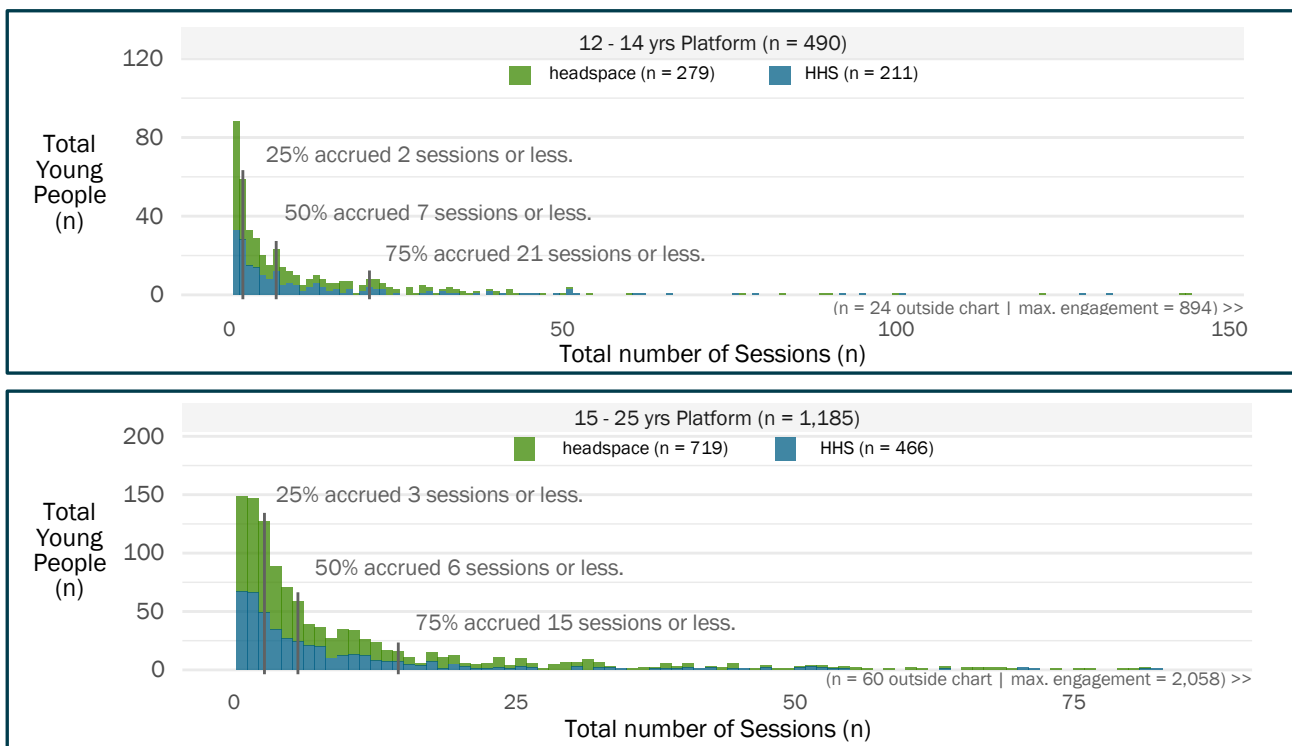 12 - 14 yrs Platform (n = 490)
120
headspace (n = 279)
HHS (n = 211)
Total
Young
People
(n)
80
25% accrued 2 sessions or less.
40
50% accrued 7 sessions or less.
75% accrued 21 sessions or less.
0
(n = 24 outside chart | max. engagement = 894) >>
0
50
100
150
Total number of Sessions (n)
15 - 25 yrs Platform (n = 1,185)
200
headspace (n = 719)
HHS (n = 466)
Total
Young
People
(n)
150
25% accrued 3 sessions or less.
100
50% accrued 6 sessions or less.
50
75% accrued 15 sessions or less.
0
(n = 60 outside chart | max. engagement = 2,058) >>
0
25
50
75
Total number of Sessions (n)